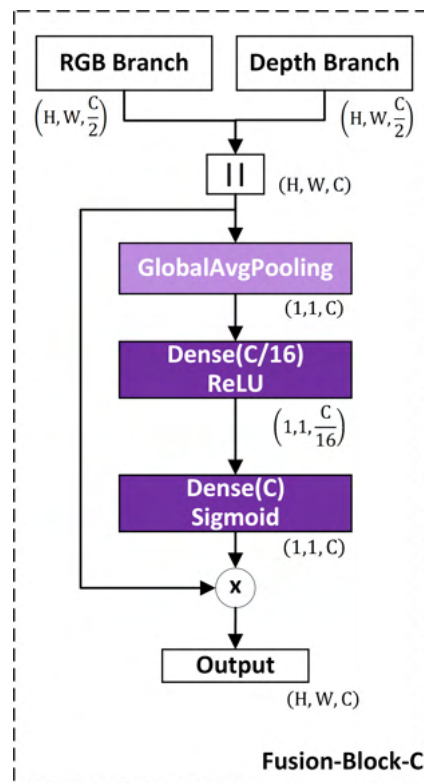 RGB Branch
Depth Branch
(H, W, C/2)
(H, W, C/2)
||
(H, W, C)
GlobalAvgPooling
(1,1, C)
Dense(C/16)
ReLU
(1,1, C/16)
Dense(C)
Sigmoid
(1,1, C)
x
Output
(H, W, C)
Fusion-Block-C